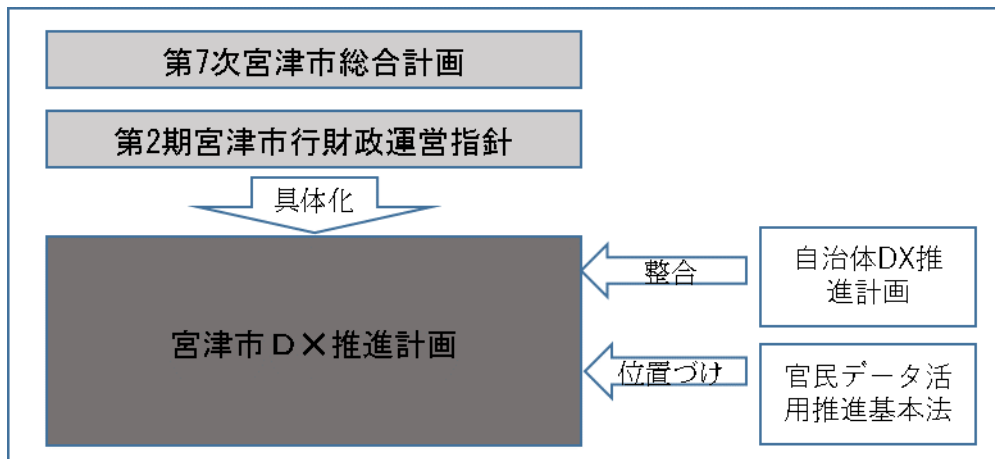 第7次宮津市総合計画
第2期宮津市行財政運営指針
具体化
宮津市DX推進計画
整合
自治体DX推
進計画
位置づけ
官民データ活
用推進基本法